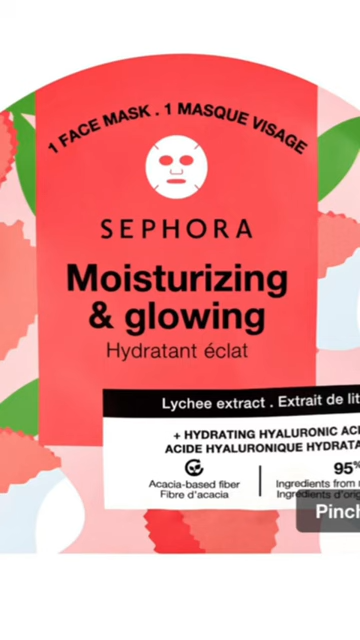 1 FACE MASK . 1 MASQUE VISAGE
SEPHORA
Moisturizing
& glowing
Hydratant éclat
Lychee extract . Extrait de
+ HYDRATING HYALURONIC
ACIDE HYALURONIQUE
95%
Acacia-based fiber
Fibre d'acacia
Ingredients from
Ingrédients